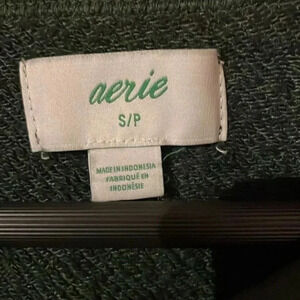 aerie
S/P
MADE IN INDONESIA
FABRIQUÉ EN
INDONÉSIE